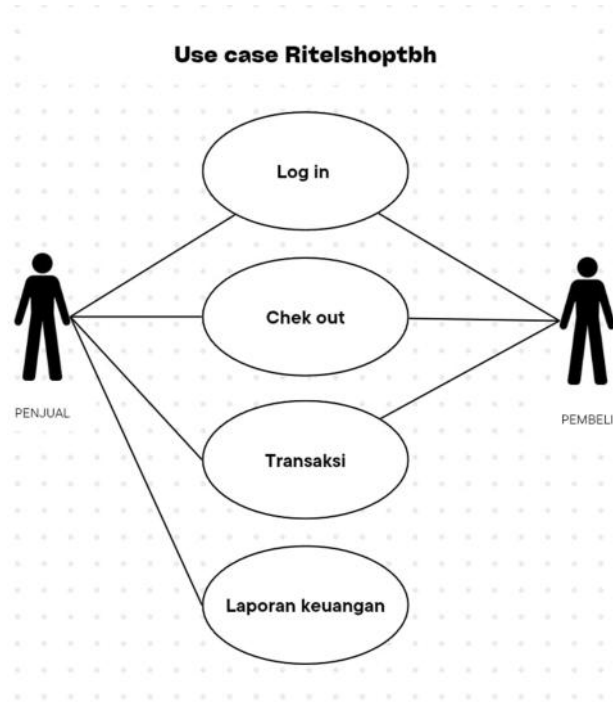 Use case Ritelshoptbh
Log in
Chek out
PENJUAL
PEMBELI
Transaksi
Laporan keuangan